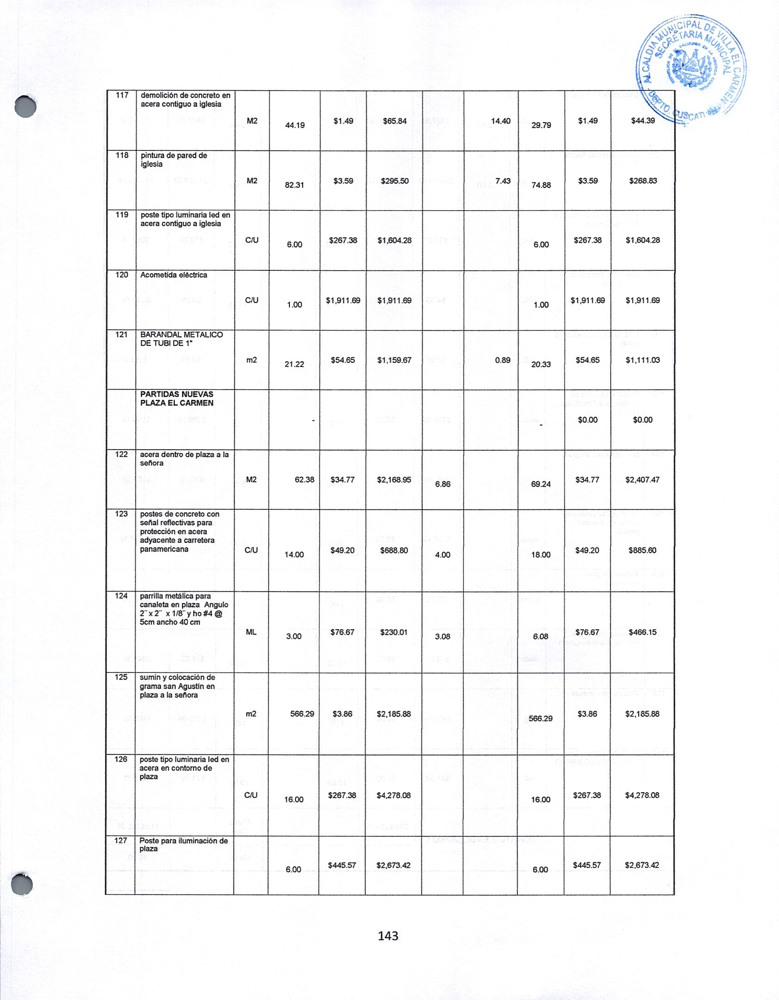 ALCALDIA MUNICIPAL DE VILLA EL CARMEN
SECRETARIA MUNICIPAL
REPUBLICA DE EL SALVADOR EN LA AMERICA CENTRAL
DEPTO. CUSCATL
117 demolición de concreto en
acera contiguo a iglesia
M2 44.19 $1.49 $65.84 14.40 29.79 $1.49 $44.39
118 pintura de pared de
iglesia
M2 82.31 $3.59 $295.50 7.43 74.88 $3.59 $268.83
119 poste tipo luminaria led en
acera contiguo a iglesia
C/U 6.00 $267.38 $1,604.28 6.00 $267.38 $1,604.28
120 Acometida eléctrica
C/U 1.00 $1,911.69 $1,911.69 1.00 $1,911.69 $1,911.69
121 BARANDAL METALICO
DE TUBI DE 1"
m2 21.22 $54.65 $1,159.67 0.89 20.33 $54.65 $1,111.03
PARTIDAS NUEVAS
PLAZA EL CARMEN
- - $0.00 $0.00
122 acera dentro de plaza a la
señora
M2 62.38 $34.77 $2,168.95 6.86 69.24 $34.77 $2,407.47
123 postes de concreto con
señal reflectivas para
protección en acera
adyacente a carretera
panamericana
C/U 14.00 $49.20 $688.80 4.00 18.00 $49.20 $885.60
124 parrilla metálica para
canaleta en plaza Angulo
2¨ x 2¨ x 1/8¨ y ho #4 @
5cm ancho 40 cm
ML 3.00 $76.67 $230.01 3.08 6.08 $76.67 $466.15
125 sumin y colocación de
grama san Agustín en
plaza a la señora
m2 566.29 $3.86 $2,185.88 566.29 $3.86 $2,185.88
126 poste tipo luminaria led en
acera en contorno de
plaza
C/U 16.00 $267.38 $4,278.08 16.00 $267.38 $4,278.08
127 Poste para iluminación de
plaza
6.00 $445.57 $2,673.42 6.00 $445.57 $2,673.42
143